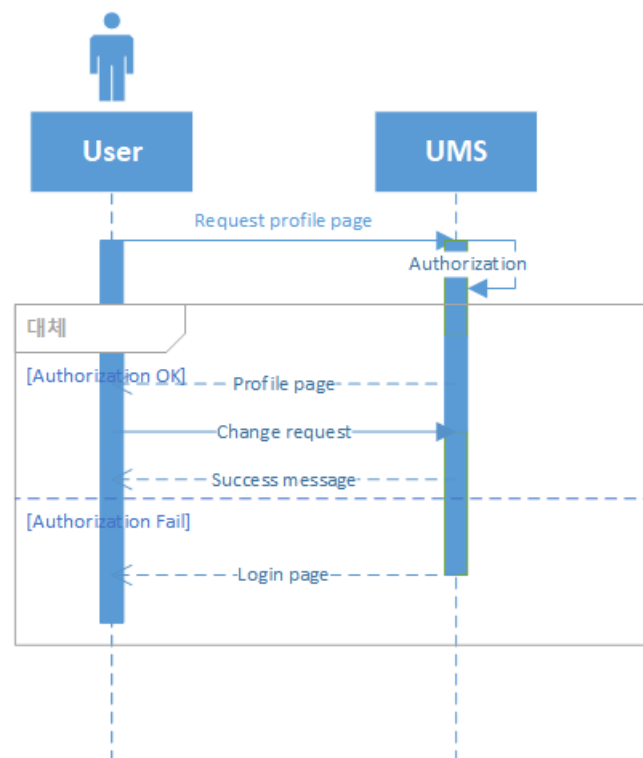 User
UMS
Request profile page
Authorization
대체
[Authorization OK]
Profile page
Change request
Success message
[Authorization Fail]
Login page